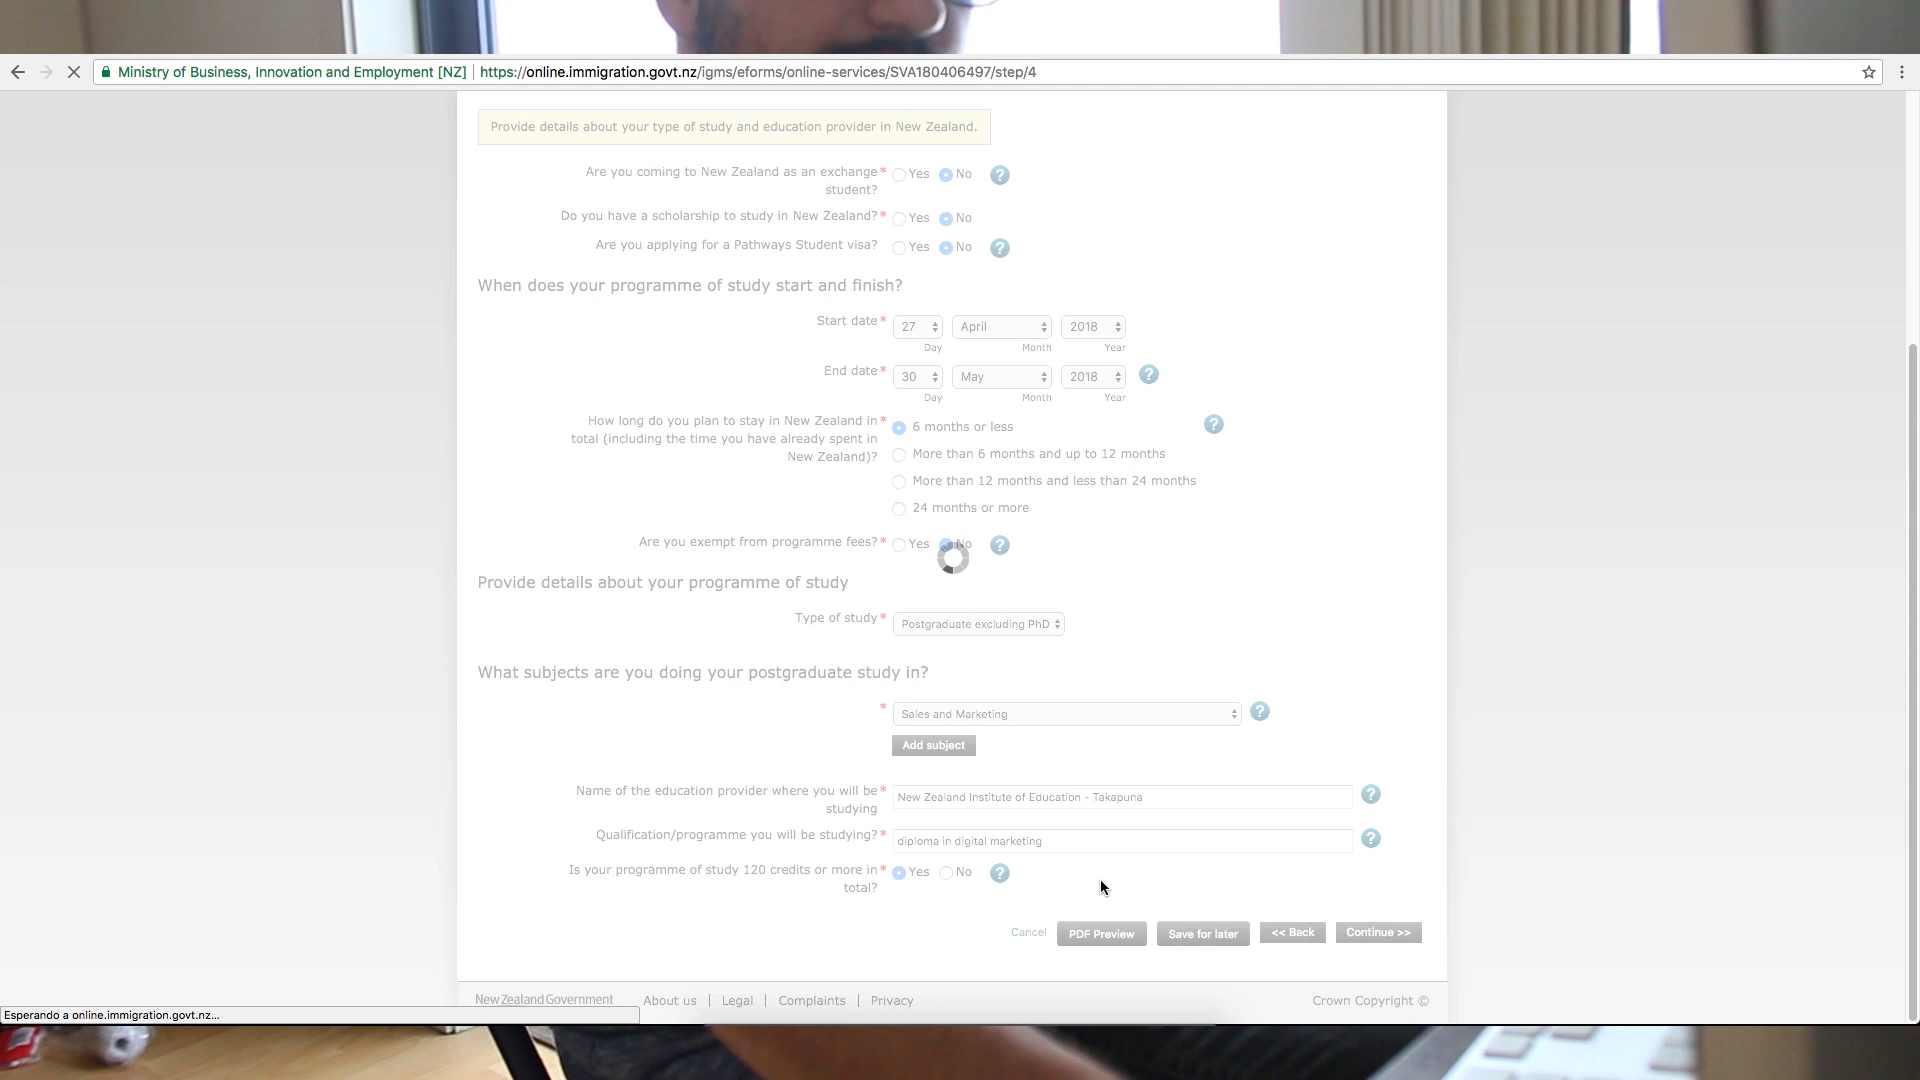 Ministry of Business, Innovation and Employment [NZ] https://online.immigration.govt.nz/igms/eforms/online-services/SVA180406497/step/4
Provide details about your type of study and education provider in New Zealand.
Are you coming to New Zealand as an exchange * Yes No ?
student?
Do you have a scholarship to study in New Zealand? * Yes No
Are you applying for a Pathways Student visa? Yes No ?
When does your programme of study start and finish?
Start date * 27 April 2018
Day Month Year
End date * 30 May 2018 ?
Day Month Year
How long do you plan to stay in New Zealand in * 6 months or less ?
total (including the time you have already spent in
New Zealand)?
More than 6 months and up to 12 months
More than 12 months and less than 24 months
24 months or more
Are you exempt from programme fees? * Yes No ?
Provide details about your programme of study
Type of study * Postgraduate excluding PhD
What subjects are you doing your postgraduate study in?
* Sales and Marketing ?
Add subject
Name of the education provider where you will be * New Zealand Institute of Education - Takapuna ?
studying
Qualification/programme you will be studying? * diploma in digital marketing ?
Is your programme of study 120 credits or more in * Yes No ?
total?
Cancel PDF Preview Save for later << Back Continue >>
New Zealand Government About us | Legal | Complaints | Privacy Crown Copyright ©
Esperando a online.immigration.govt.nz...